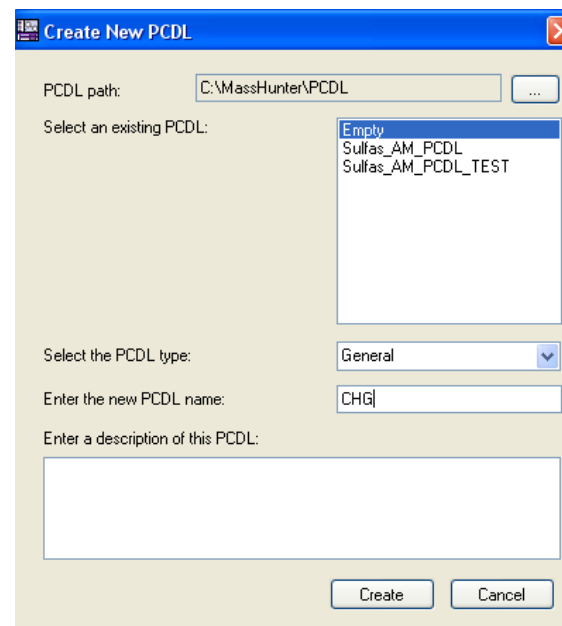 Create New PCDL
PCDL path: C:\MassHunter\PCDL ...
Select an existing PCDL: Empty
Sulfas_AM_PCDL
Sulfas_AM_PCDL_TEST
Select the PCDL type: General
Enter the new PCDL name: CHG
Enter a description of this PCDL:
Create Cancel